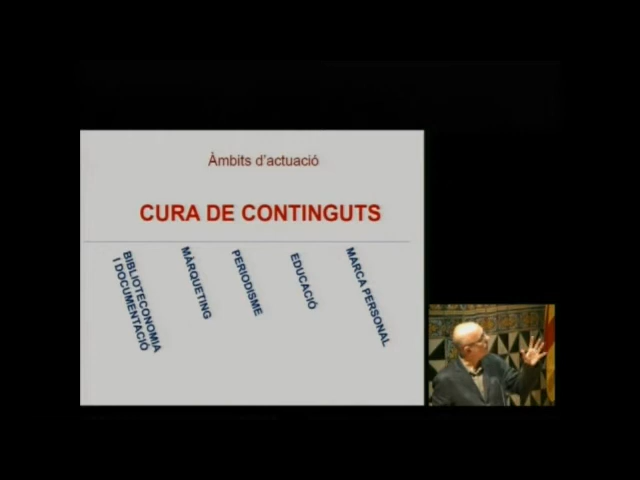 Àmbits d'actuació
CURA DE CONTINGUTS
BIBLIOTECONOMIA
I DOCUMENTACIÓ
MÀRQUETING
PERIODISME
EDUCACIÓ
MARCA PERSONAL